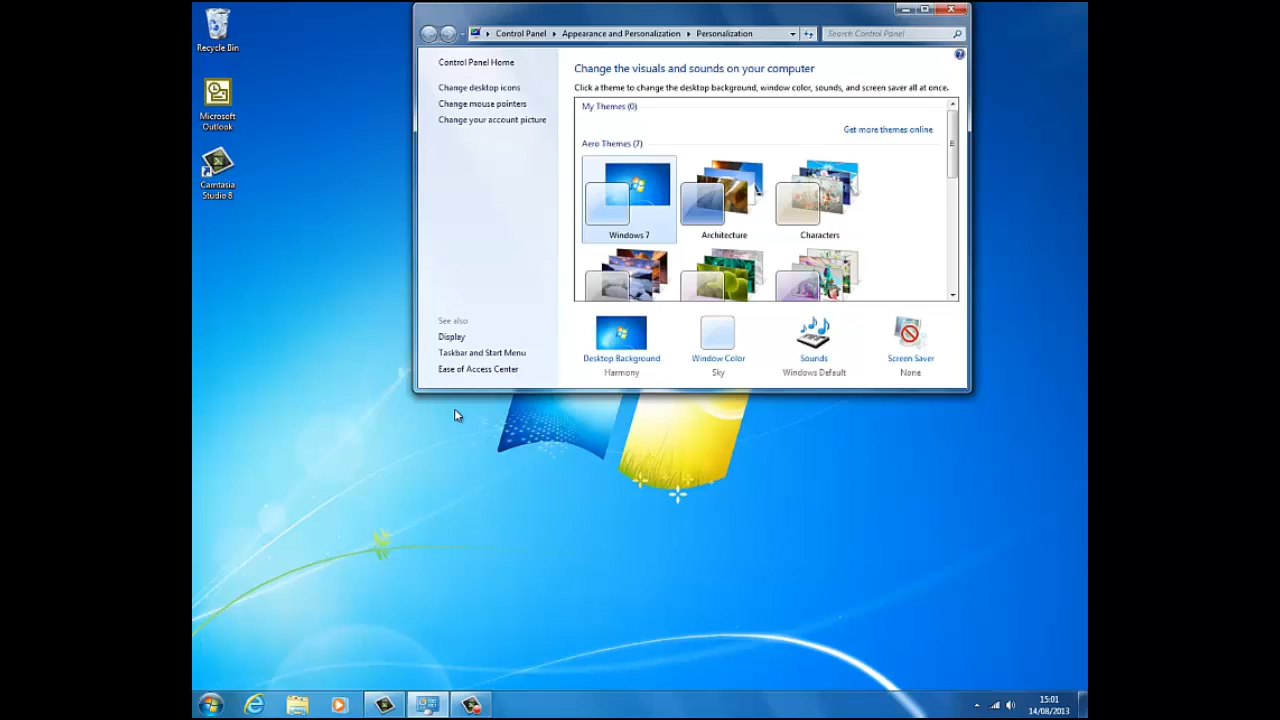 Recycle Bin
Microsoft
Outlook
Camtasia
Studio 8
Control Panel
Appearance and Personalization
Personalization
Search Control Panel
Control Panel Home
Change desktop icons
Change mouse pointers
Change your account picture
See also
Display
Taskbar and Start Menu
Ease of Access Center
Change the visuals and sounds on your computer
Click a theme to change the desktop background, window color, sounds, and screen saver all at once.
My Themes (0)
Get more themes online
Aero Themes (7)
Windows 7
Architecture
Characters
Desktop Background
Harmony
Window Color
Sky
Sounds
Windows Default
Screen Saver
None
15:01
14/08/2013